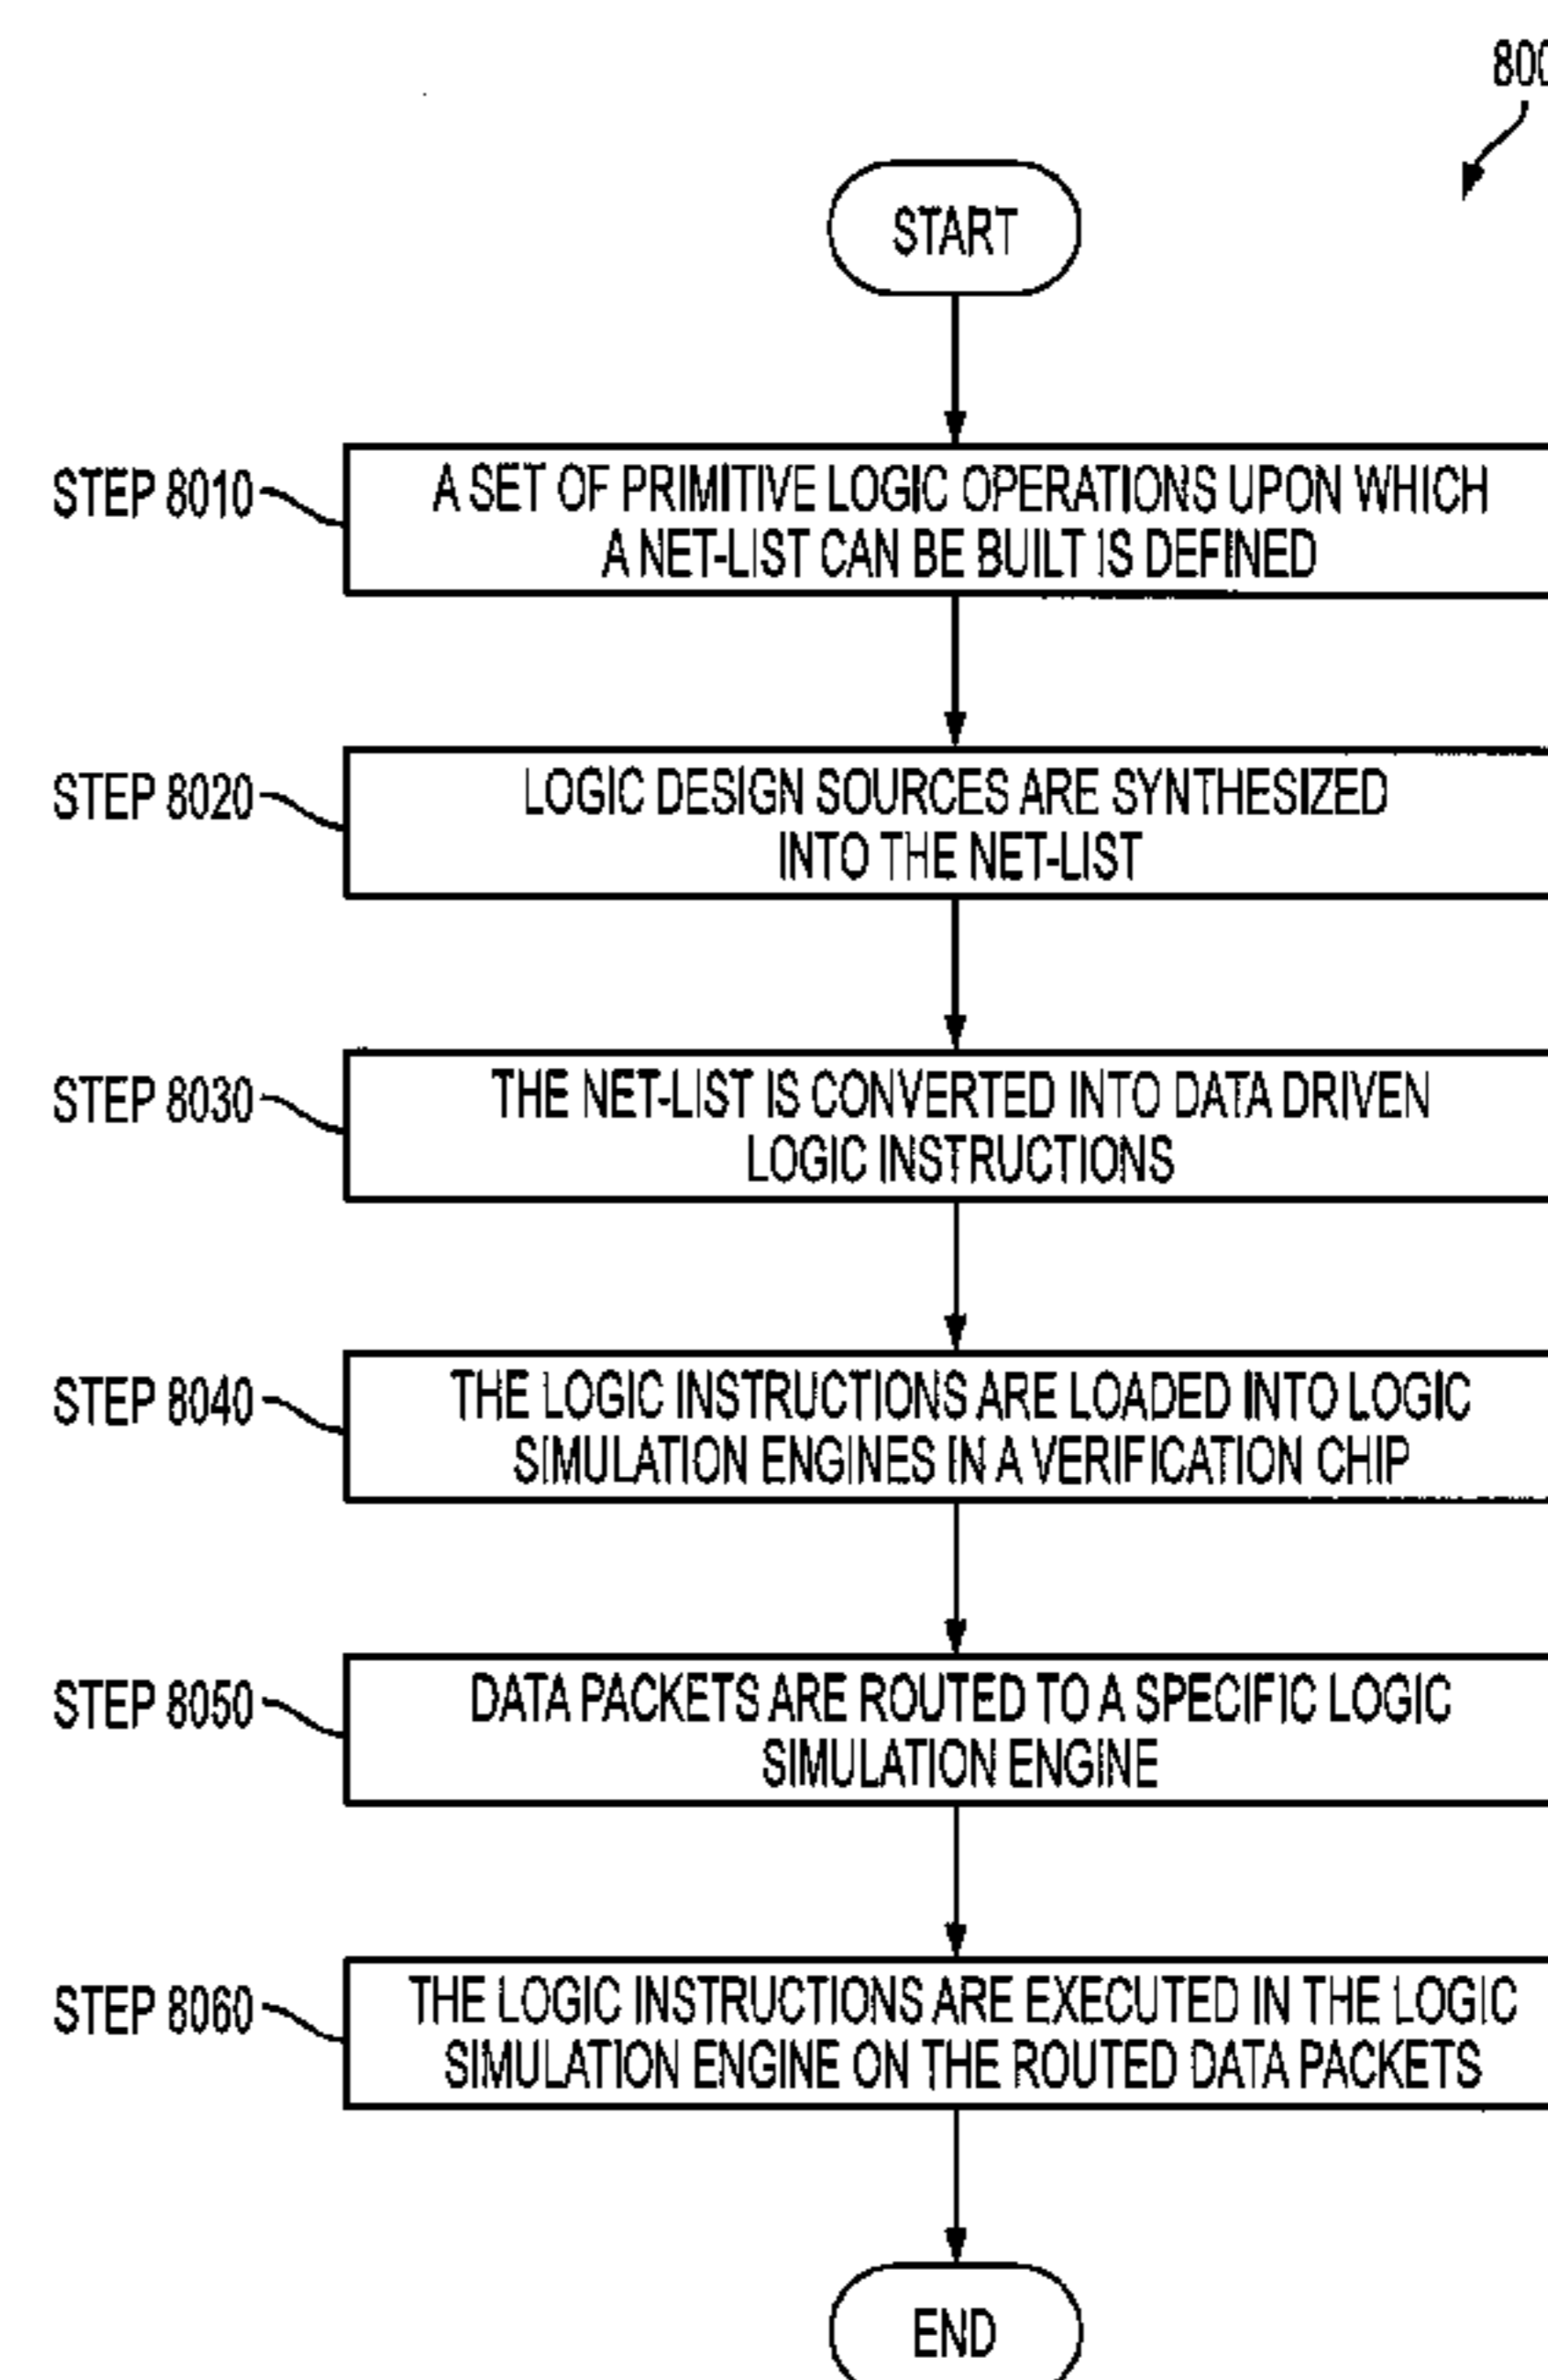 START
STEP 8010
A SET OF PRIMITIVE LOGIC OPERATIONS UPON WHICH
A NET-LIST CAN BE BUILT IS DEFINED
STEP 8020
LOGIC DESIGN SOURCES ARE SYNTHESIZED
INTO THE NET-LIST
STEP 8030
THE NET-LIST IS CONVERTED INTO DATA DRIVEN
LOGIC INSTRUCTIONS
STEP 8040
THE LOGIC INSTRUCTIONS ARE LOADED INTO LOGIC
SIMULATION ENGINES IN A VERIFICATION CHIP
STEP 8050
DATA PACKETS ARE ROUTED TO A SPECIFIC LOGIC
SIMULATION ENGINE
STEP 8060
THE LOGIC INSTRUCTIONS ARE EXECUTED IN THE LOGIC
SIMULATION ENGINE ON THE ROUTED DATA PACKETS
END